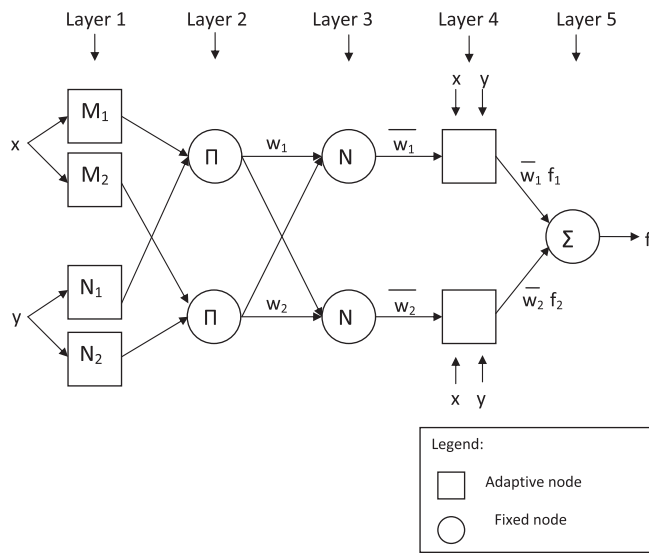 Layer 1 Layer 2 Layer 3 Layer 4 Layer 5
x y
M₁ w₁ w̅₁
x Π N
M₂ w̅₁ f₁
Σ f
N₁ w̅₂ f₂
y w₂ w̅₂
N₂ Π N
x y
Legend:
Adaptive node
Fixed node